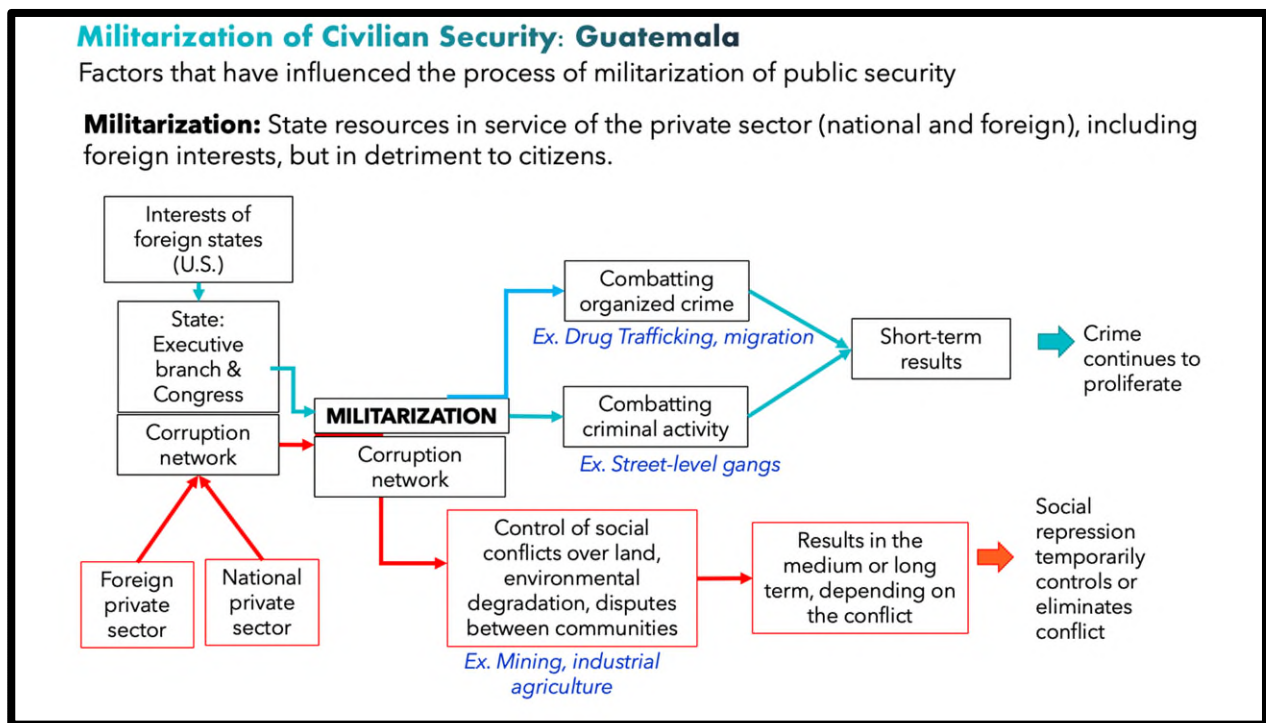 Militarization of Civilian Security: Guatemala
Factors that have influenced the process of militarization of public security
Militarization: State resources in service of the private sector (national and foreign), including
foreign interests, but in detriment to citizens.
Interests of
foreign states
(U.S.)
State:
Executive
branch &
Congress
Corruption
network
Foreign
private
sector
National
private
sector
MILITARIZATION
Corruption
network
Combatting
organized crime
Ex. Drug Trafficking, migration
Combatting
criminal activity
Ex. Street-level gangs
Short-term
results
Crime
continues to
proliferate
Control of social
conflicts over land,
environmental
degradation, disputes
between communities
Ex. Mining, industrial
agriculture
Results in the
medium or long
term, depending on
the conflict
Social
repression
temporarily
controls or
eliminates
conflict